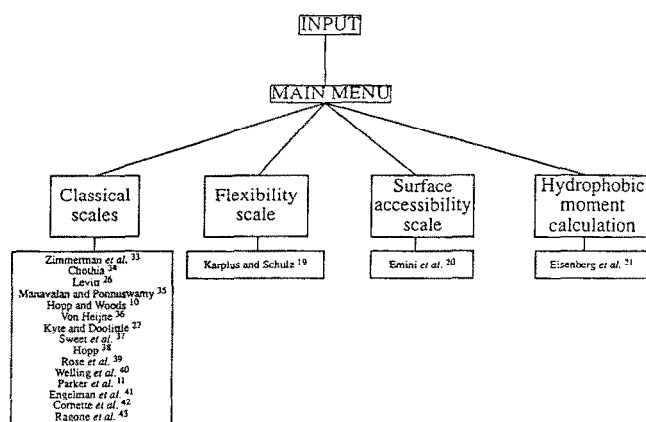 INPUT
MAIN MENU
Classical
scales
Flexibility
scale
Surface
accessibility
scale
Hydrophobic
moment
calculation
Zimmerman et al. 33
Chothia 34
Levitt 26
Manavalan and Ponnuswamy 35
Hopp and Woods 10
Von Heijne 36
Kyte and Doolittle 27
Sweet et al. 37
Hopp 38
Rose et al. 39
Welling et al. 40
Parker et al. 11
Engelman et al. 41
Cornette et al. 42
Ragone et al. 43
Karplus and Schulz 19
Emini et al. 20
Eisenberg et al. 21